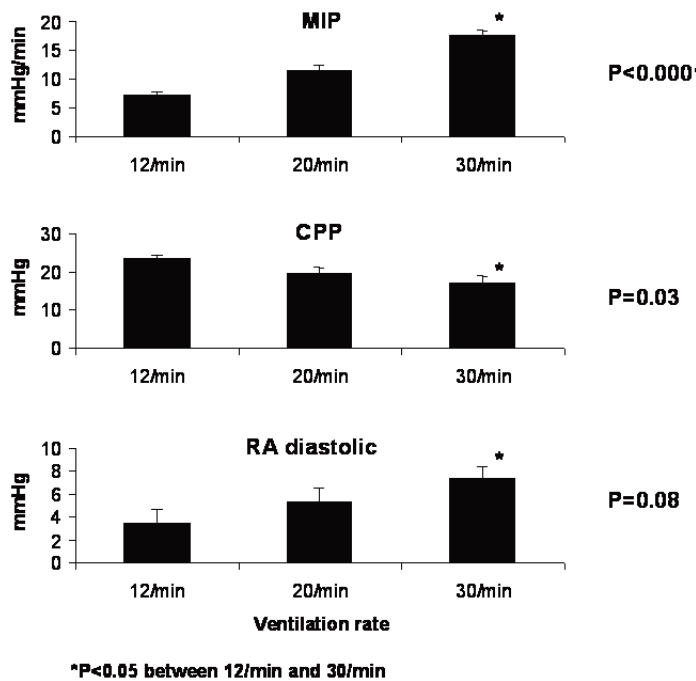 MIP
mmHg/min
20
15
10
5
0
*
12/min 20/min 30/min
P<0.0001
CPP
mmHg
30
20
10
0
*
12/min 20/min 30/min
P=0.03
RA diastolic
mmHg
10
8
6
4
2
0
*
12/min 20/min 30/min
P=0.08
Ventilation rate
*P<0.05 between 12/min and 30/min